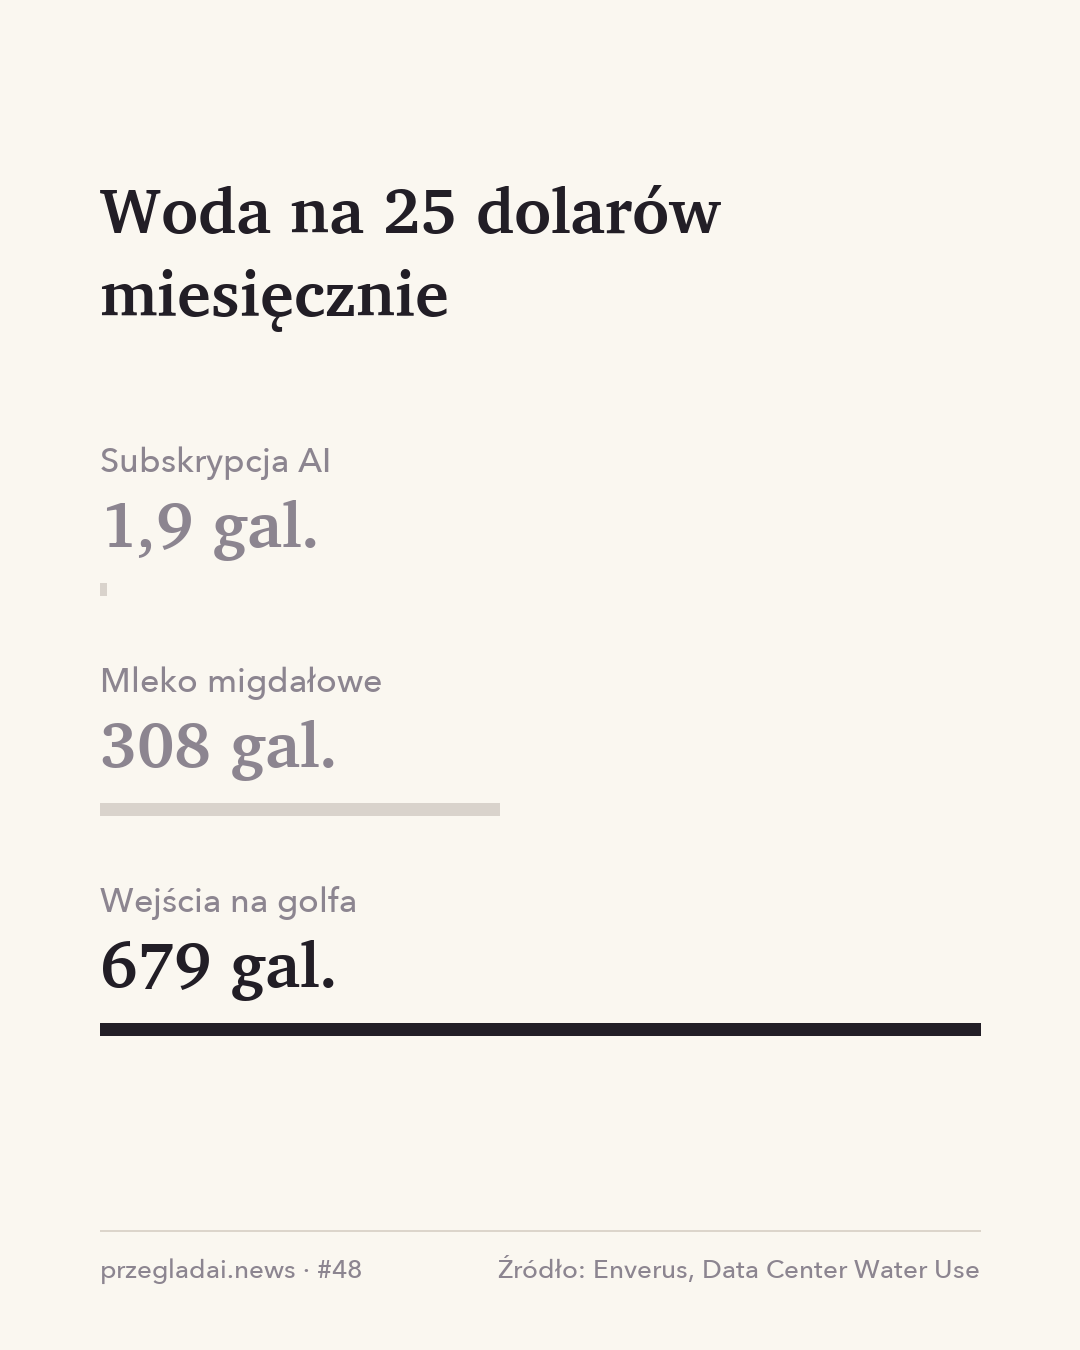 Woda na 25 dolarów
miesięcznie
Subskrypcja AI
1,9 gal.
Mleko migdałowe
308 gal.
Wejścia na golfa
679 gal.
przegladai.news · #48
Źródło: Enverus, Data Center Water Use